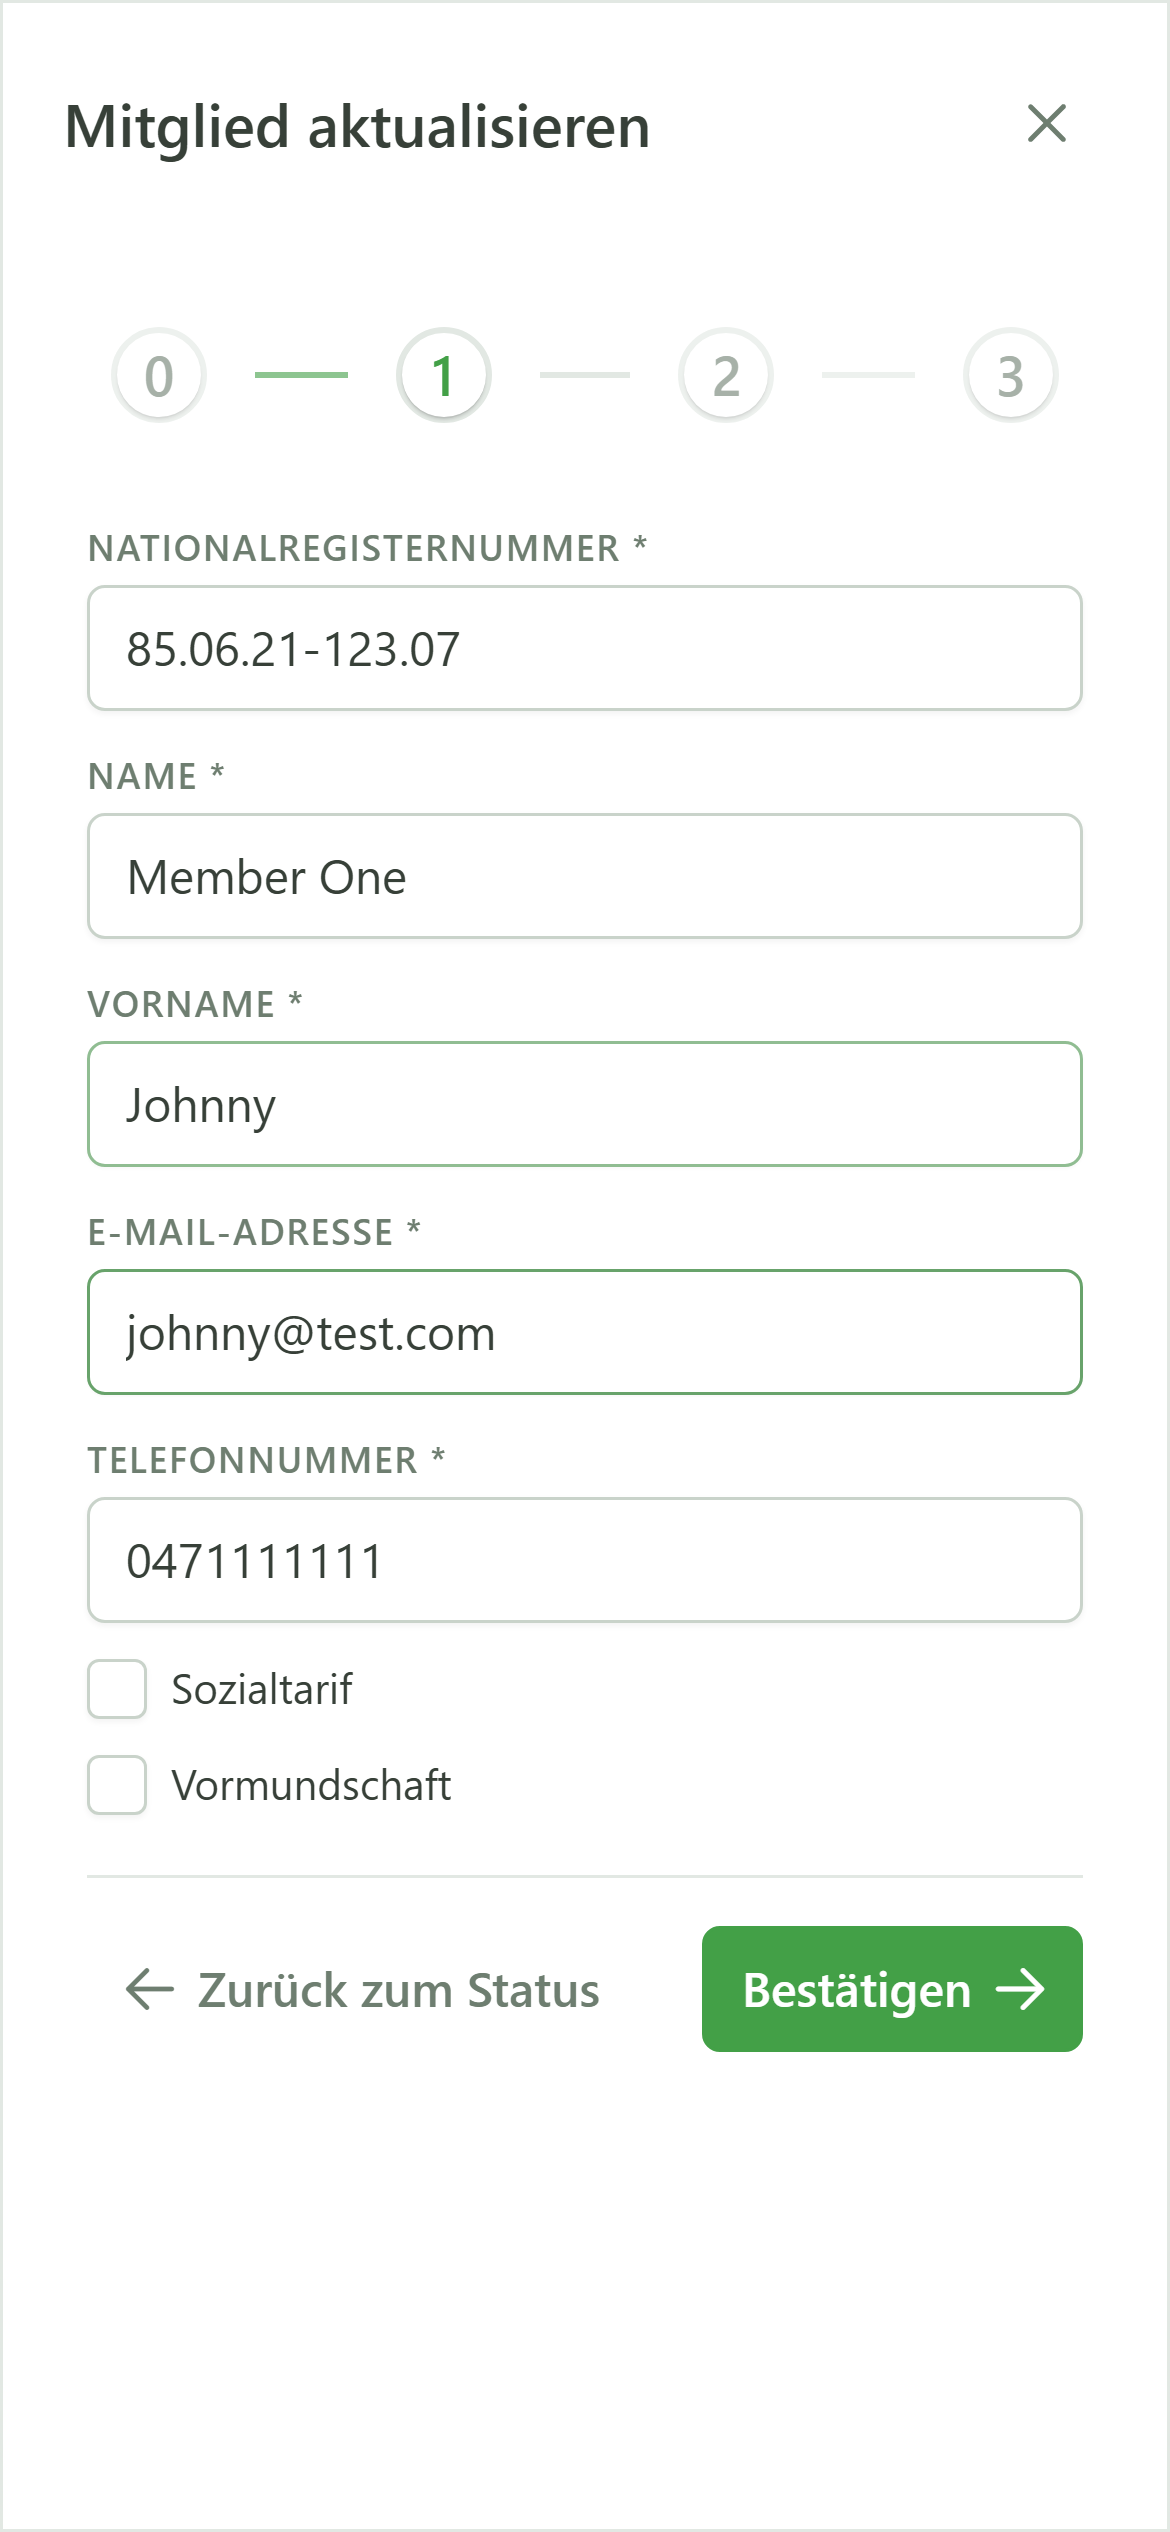 Mitglied aktualisieren
0 1 2 3
NATIONALREGISTERNUMMER *
85.06.21-123.07
NAME *
Member One
VORNAME *
Johnny
E-MAIL-ADRESSE *
johnny@test.com
TELEFONNUMMER *
0471111111
Sozialtarif
Vormundschaft
Zurück zum Status Bestätigen